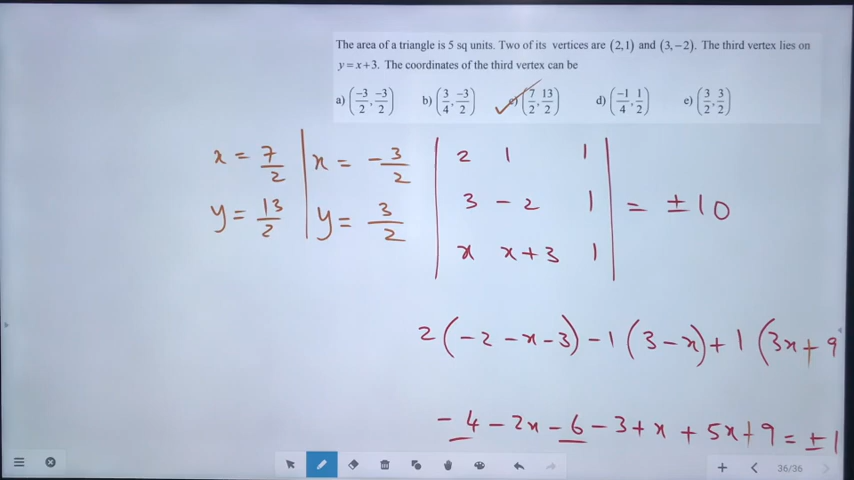 The area of a triangle is 5 sq units. Two of its vertices are (2,1) and (3,−2). The third vertex lies on
y = x+3. The coordinates of the third vertex can be
a) (−3/2, −3/2) b) (3/4, −3/2) c) (7/2, 13/2) d) (−1/4, 1/2) e) (3/2, 3/2)
x = 7/2 | x = −3/2
y = 13/2 | y = 3/2
| 2 1 1 |
| 3 −2 1 | = ±10
| x x+3 1 |
2(−2−x−3) −1(3−x) +1(3x+9
−4 −2x −6 −3 +x + 5x + 9 = ±1
36/36